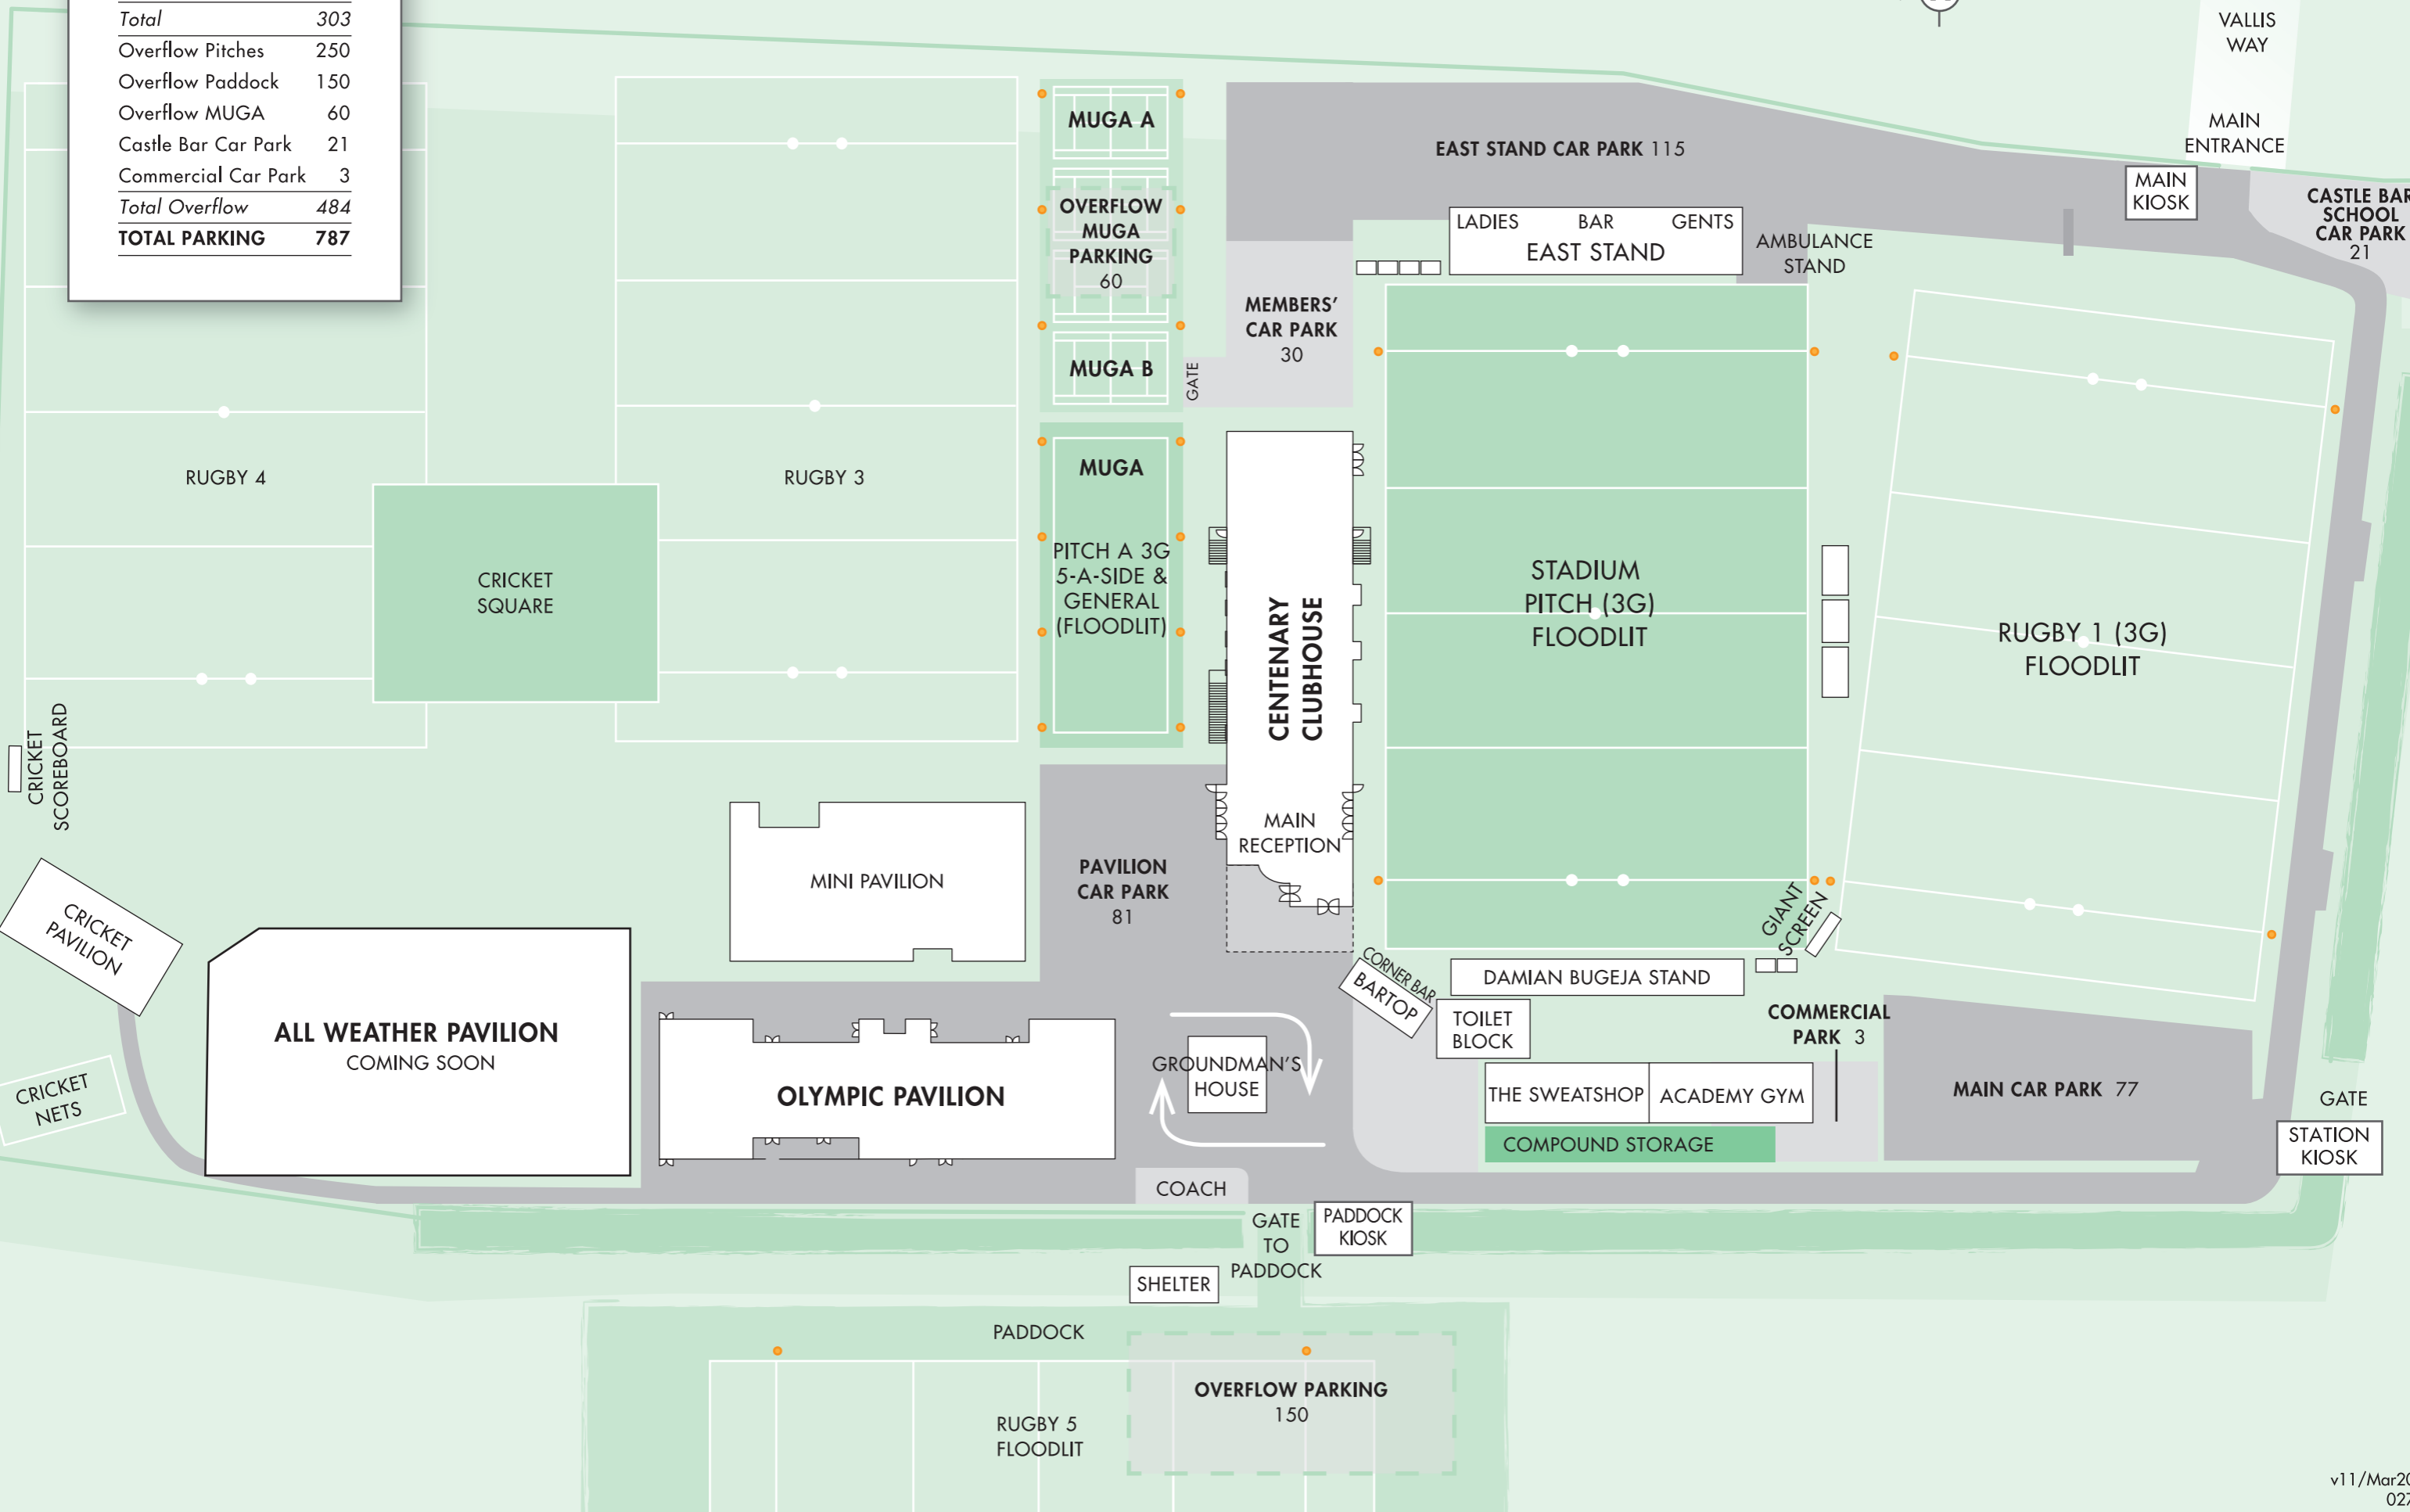 Total 303
Overflow Pitches 250
Overflow Paddock 150
Overflow MUGA 60
Castle Bar Car Park 21
Commercial Car Park 3
Total Overflow 484
TOTAL PARKING 787
VALLIS
WAY
MAIN
ENTRANCE
MAIN
KIOSK
CASTLE BAR
SCHOOL
CAR PARK
21
MUGA A
OVERFLOW
MUGA
PARKING
60
MUGA B
GATE
EAST STAND CAR PARK 115
LADIES BAR GENTS
EAST STAND
AMBULANCE
STAND
MEMBERS'
CAR PARK
30
RUGBY 4
RUGBY 3
CRICKET
SQUARE
MUGA
PITCH A 3G
5-A-SIDE &
GENERAL
(FLOODLIT)
CENTENARY
CLUBHOUSE
STADIUM
PITCH (3G)
FLOODLIT
RUGBY 1 (3G)
FLOODLIT
CRICKET
SCOREBOARD
MAIN
RECEPTION
MINI PAVILION
PAVILION
CAR PARK
81
CRICKET
PAVILION
GIANT
SCREEN
CORNER BAR
BARTOP
DAMIAN BUGEJA STAND
TOILET
BLOCK
COMMERCIAL
PARK 3
ALL WEATHER PAVILION
COMING SOON
CRICKET
NETS
OLYMPIC PAVILION
GROUNDMAN'S
HOUSE
THE SWEATSHOP
ACADEMY GYM
COMPOUND STORAGE
MAIN CAR PARK 77
GATE
STATION
KIOSK
COACH
GATE
TO
PADDOCK
PADDOCK
KIOSK
SHELTER
PADDOCK
OVERFLOW PARKING
150
RUGBY 5
FLOODLIT
v11/Mar20
027